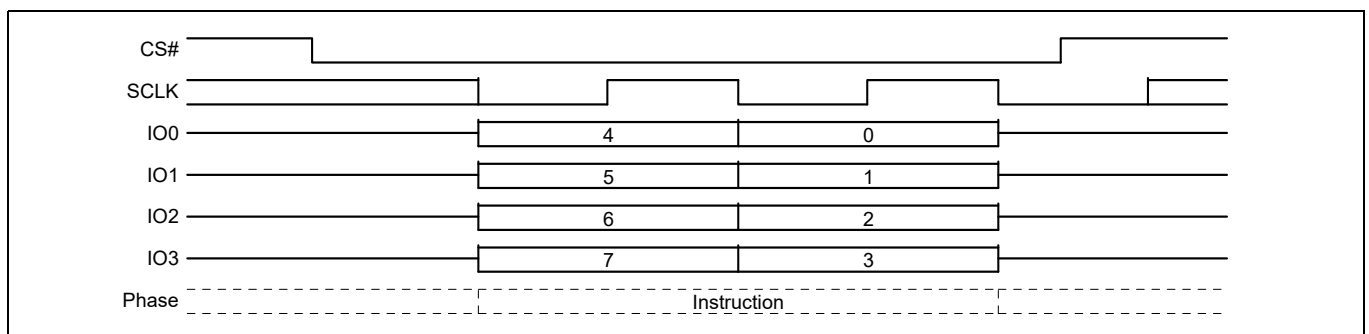 CS#
SCLK
IO0 4 0
IO1 5 1
IO2 6 2
IO3 7 3
Phase Instruction